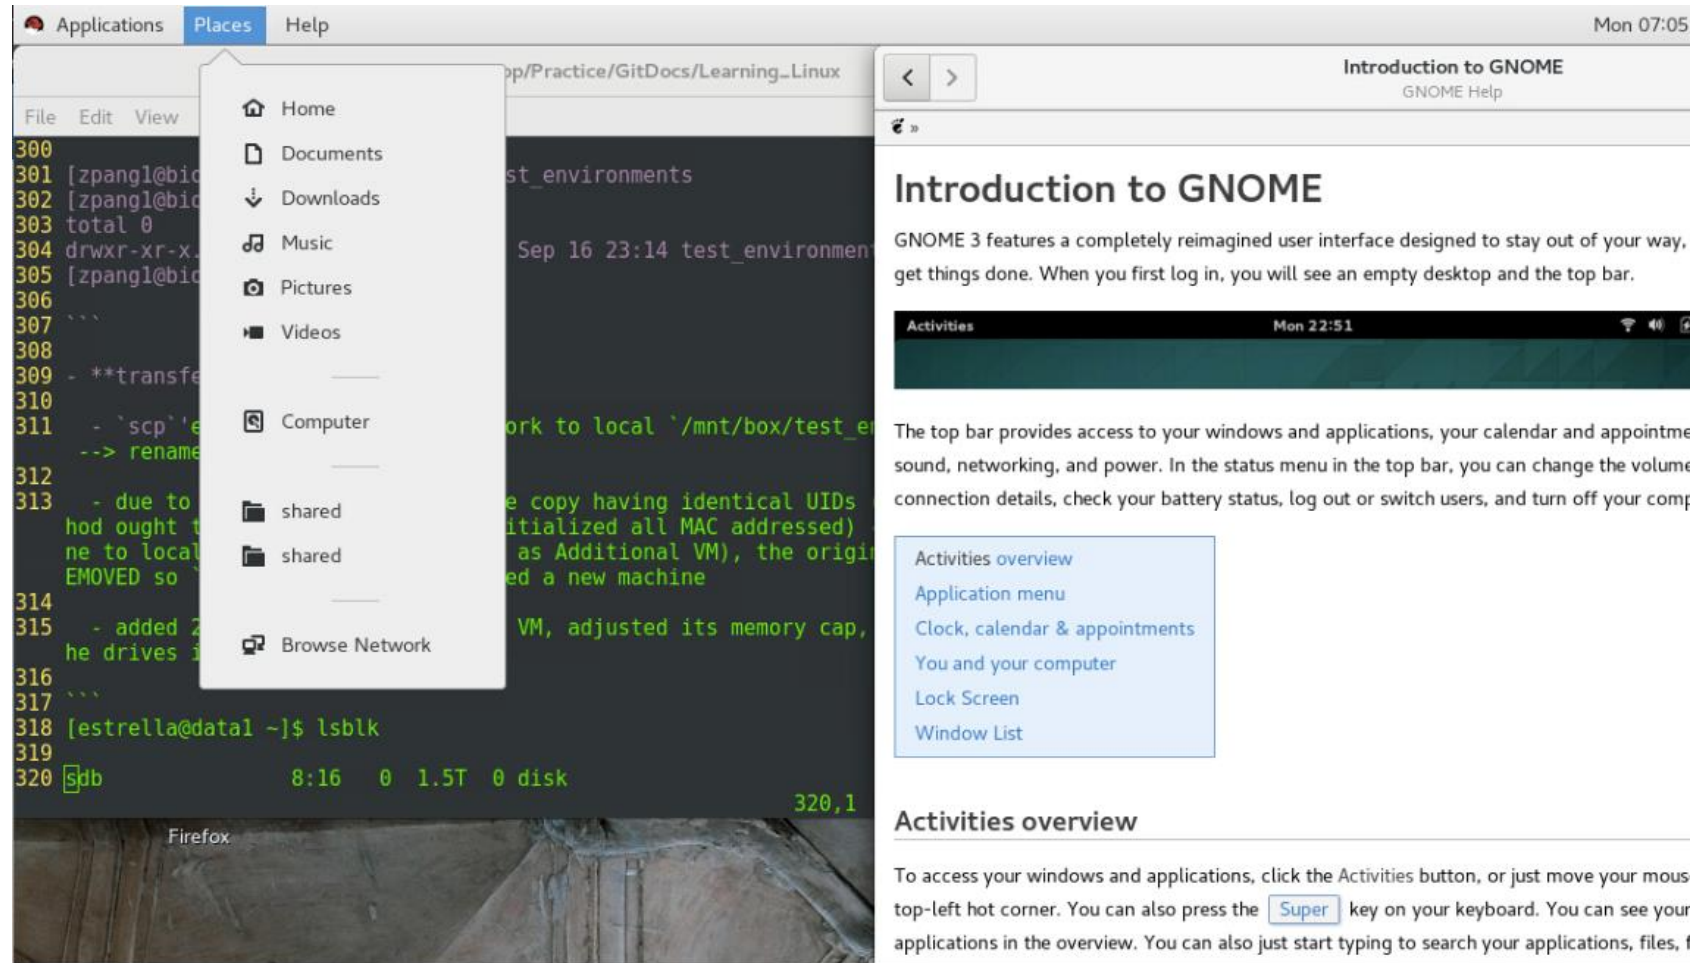 Applications Places Help Mon 07:05
op/Practice/GitDocs/Learning_Linux
File Edit View
Home
Documents
Downloads
Music
Pictures
Videos
Computer
shared
shared
Browse Network
300
301 [zpang1@bio st_environments
302 [zpang1@bio
303 total 0
304 drwxr-xr-x. Sep 16 23:14 test_environmen
305 [zpang1@bio
306
307 ```
308
309 - **transfe
310
311 - `scp`'e ork to local `/mnt/box/test_e
--> rename
312
313 - due to e copy having identical UIDs
hod ought t itialized all MAC addressed)
ne to local as Additional VM), the origi
EMOVED so ` ed a new machine
314
315 - added 2 VM, adjusted its memory cap,
he drives i
316
317 ```
318 [estrella@data1 ~]$ lsblk
319
320 sdb 8:16 0 1.5T 0 disk
320,1
Firefox
Introduction to GNOME
GNOME Help
»
Introduction to GNOME
GNOME 3 features a completely reimagined user interface designed to stay out of your way,
get things done. When you first log in, you will see an empty desktop and the top bar.
Activities Mon 22:51
The top bar provides access to your windows and applications, your calendar and appointme
sound, networking, and power. In the status menu in the top bar, you can change the volume
connection details, check your battery status, log out or switch users, and turn off your comp
Activities overview
Application menu
Clock, calendar & appointments
You and your computer
Lock Screen
Window List
Activities overview
To access your windows and applications, click the Activities button, or just move your mous
top-left hot corner. You can also press the Super key on your keyboard. You can see your
applications in the overview. You can also just start typing to search your applications, files, f